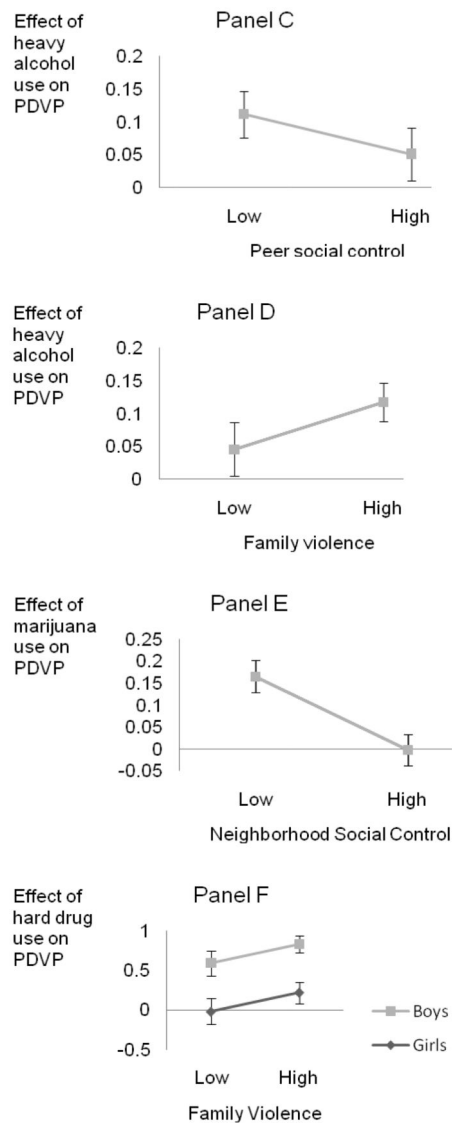 Effect of
heavy
alcohol
use on
PDVP
Panel C
0.2
0.15
0.1
0.05
0
Low High
Peer social control
Effect of
heavy
alcohol
use on
PDVP
Panel D
0.2
0.15
0.1
0.05
0
Low High
Family violence
Effect of
marijuana
use on
PDVP
Panel E
0.25
0.2
0.15
0.1
0.05
0
-0.05
Low High
Neighborhood Social Control
Effect of
hard drug
use on
PDVP
Panel F
1
0.5
0
-0.5
Low High
Family Violence
Boys
Girls